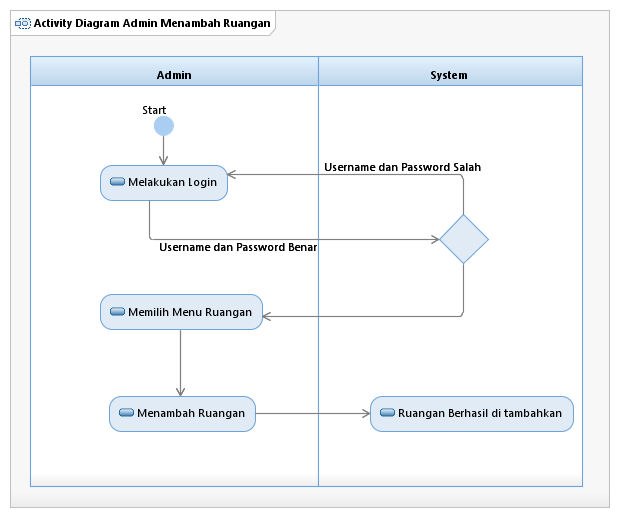 Activity Diagram Admin Menambah Ruangan
Admin
System
Start
Username dan Password Salah
Melakukan Login
Username dan Password Benar
Memilih Menu Ruangan
Menambah Ruangan
Ruangan Berhasil di tambahkan